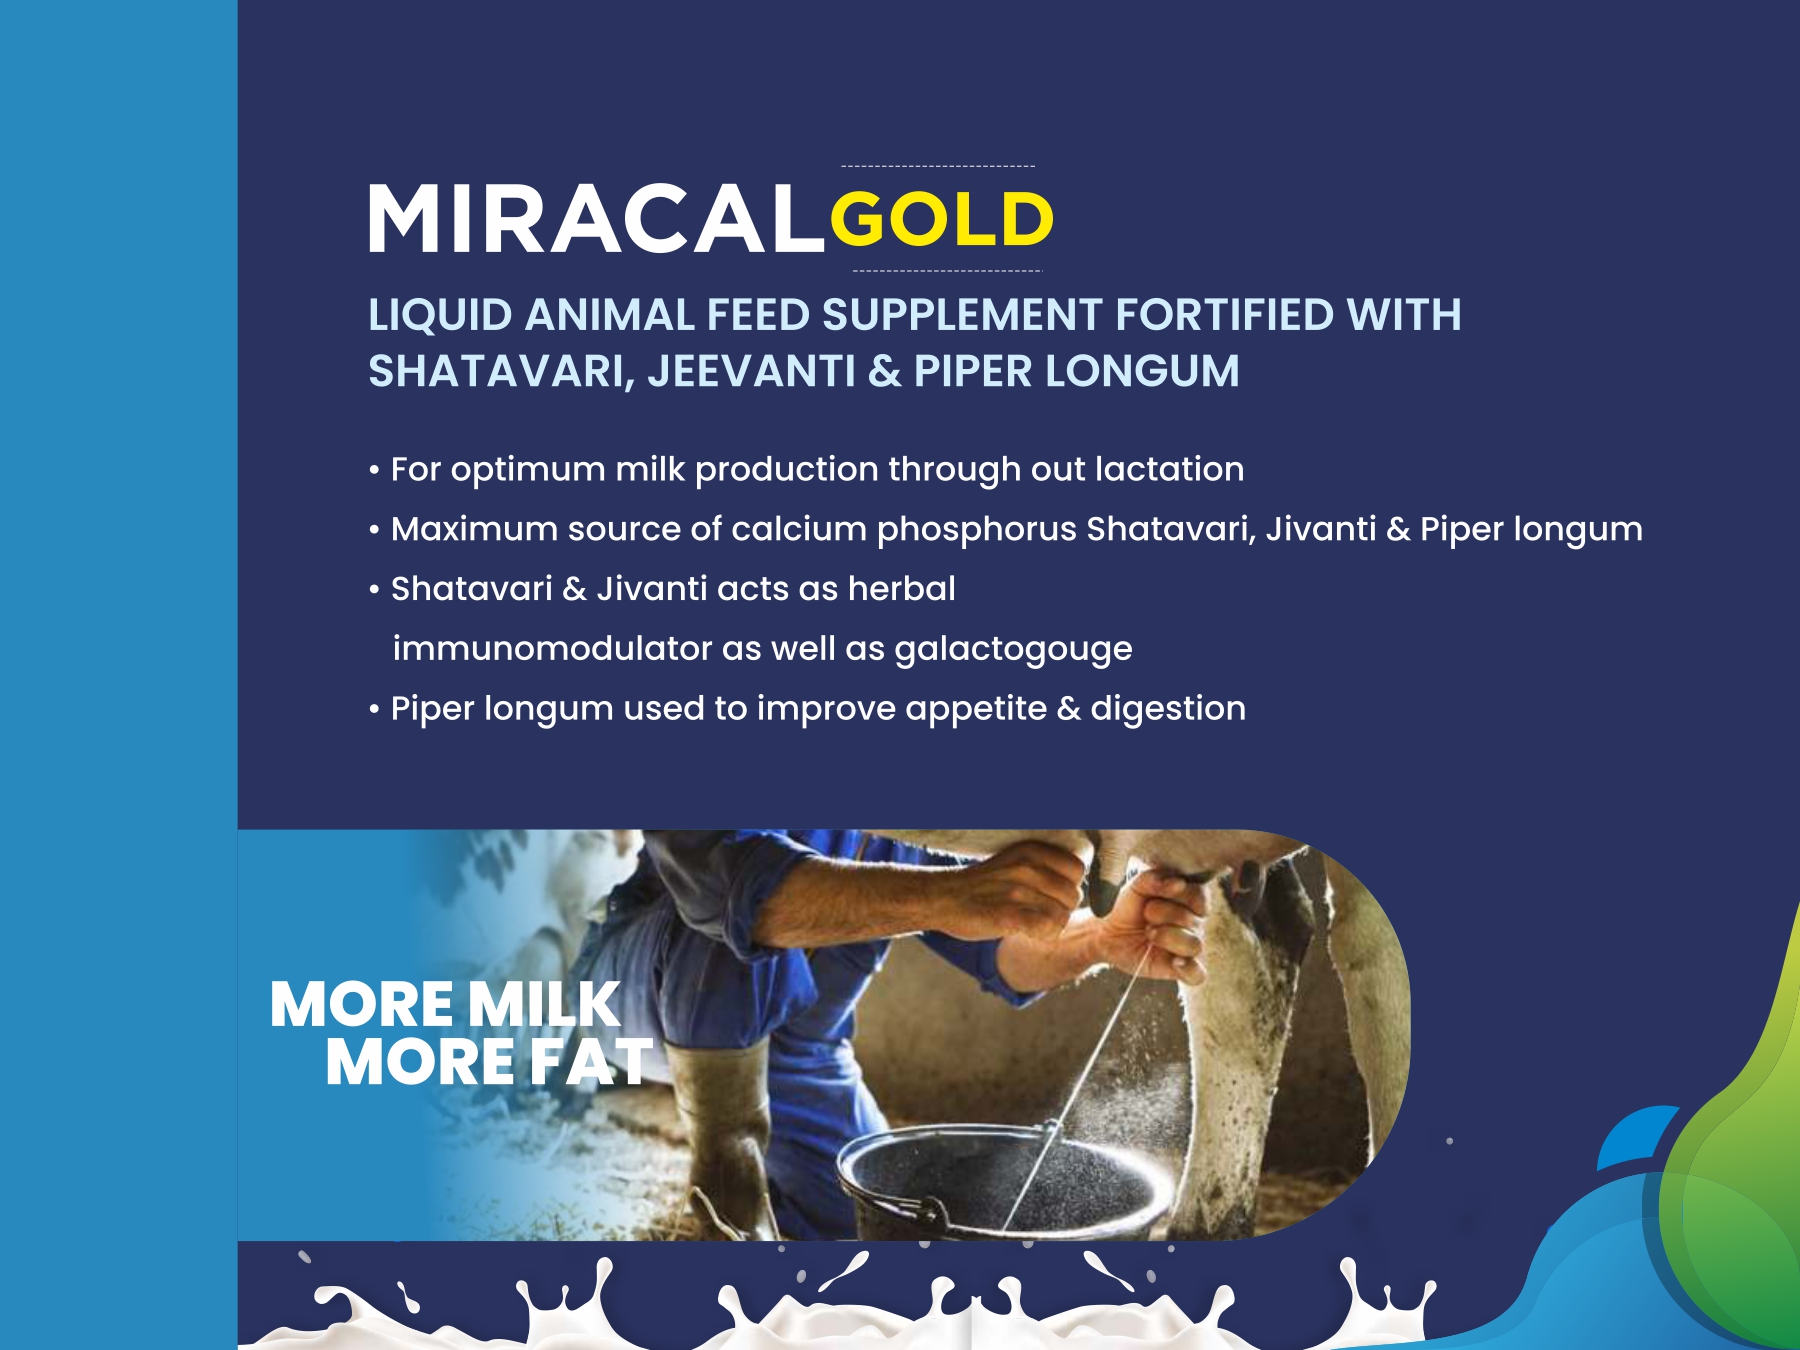 MIRACALGOLD
LIQUID ANIMAL FEED SUPPLEMENT FORTIFIED WITH
SHATAVARI, JEEVANTI & PIPER LONGUM
• For optimum milk production through out lactation
• Maximum source of calcium phosphorus Shatavari, Jivanti & Piper longum
• Shatavari & Jivanti acts as herbal
immunomodulator as well as galactogouge
• Piper longum used to improve appetite & digestion
MORE MILK
MORE FAT